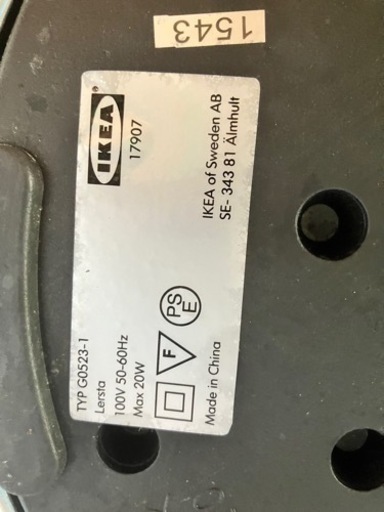 1543
IKEA
17907
IKEA of Sweden AB
SE- 343 81 Älmhult
TYP G0523-1
Lersta
100V 50-60Hz
Max 20W
F
PS
E
Made in China